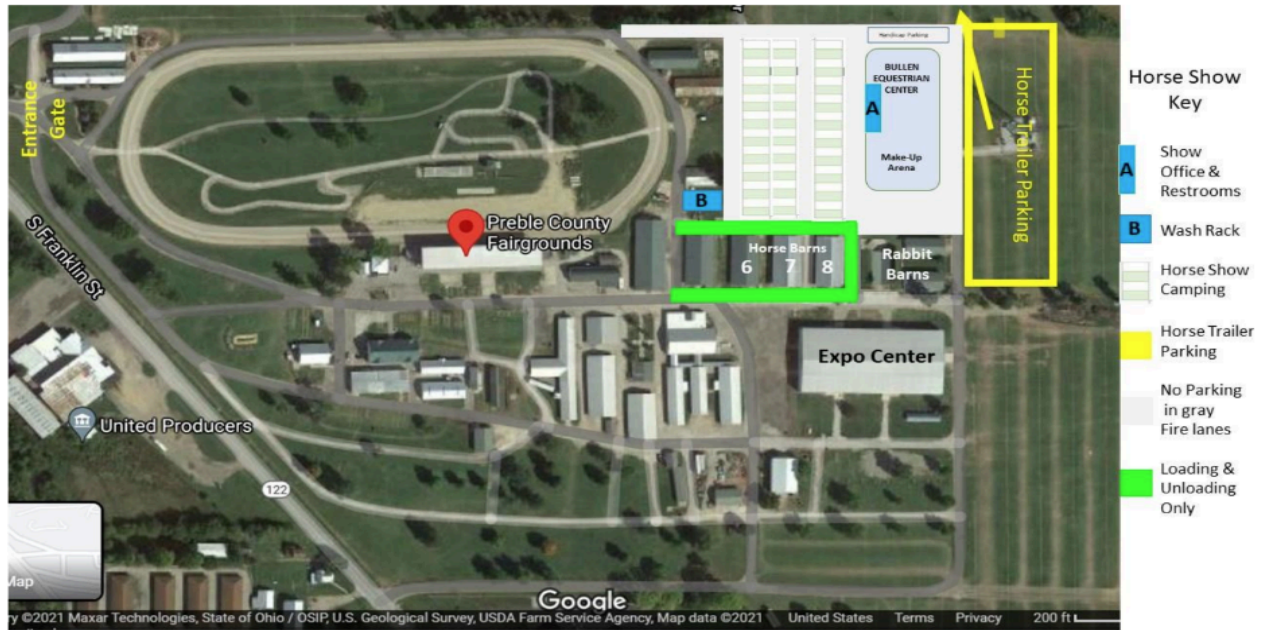 Entrance
Gate
Handicap Parking
BULLEN
EQUESTRIAN
CENTER
A
Make-Up
Arena
Horse Trailer Parking
B
Preble County
Fairgrounds
Horse Barns
6 7 8
Rabbit
Barns
S Franklin St
Expo Center
United Producers
122
Map
Google
©2021 Maxar Technologies, State of Ohio / OSIP, U.S. Geological Survey, USDA Farm Service Agency, Map data ©2021 United States Terms Privacy 200 ft
Horse Show
Key
A
Show
Office &
Restrooms
B
Wash Rack
Horse Show
Camping
Horse Trailer
Parking
No Parking
in gray
Fire lanes
Loading &
Unloading
Only